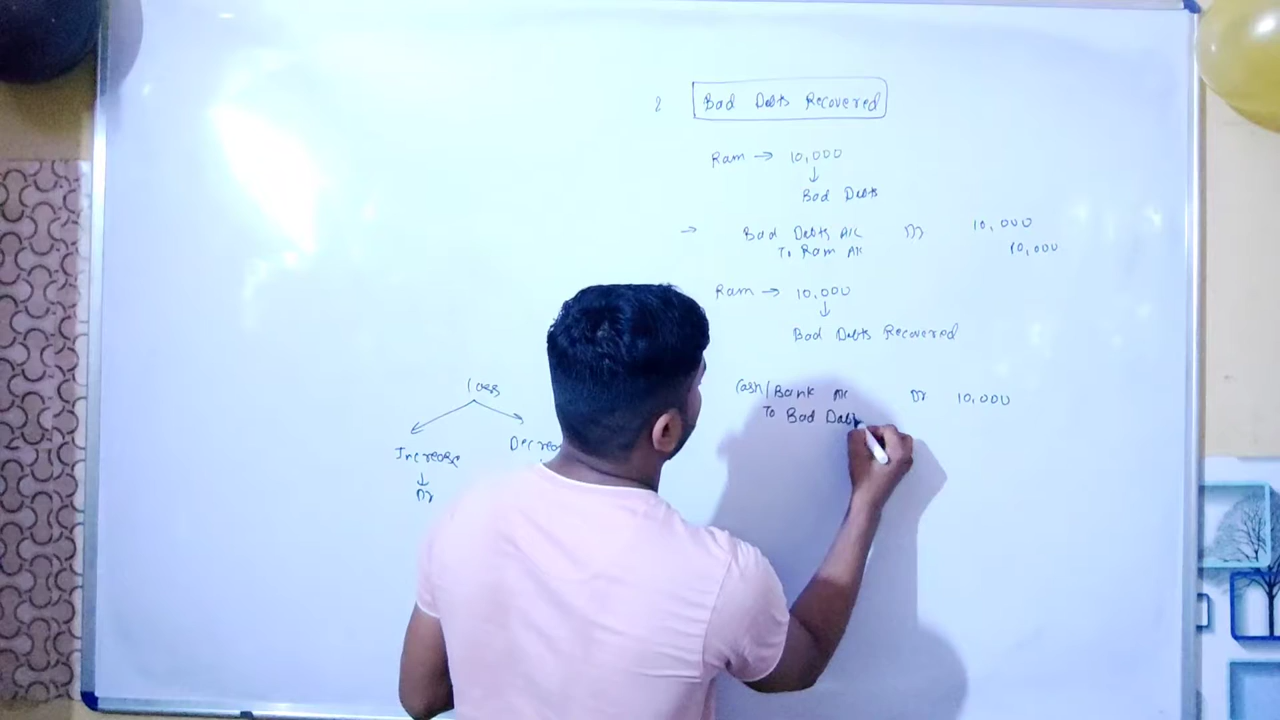 2 Bad Debts Recovered
Ram → 10,000
↓
Bad Debts
→ Bad Debts A/C Dr 10,000
To Ram A/c 10,000
Ram → 10,000
↓
Bad Debts Recovered
Cash/Bank A/c Dr 10,000
To Bad Debt
Loss
Increase Decrea
↓
Dr